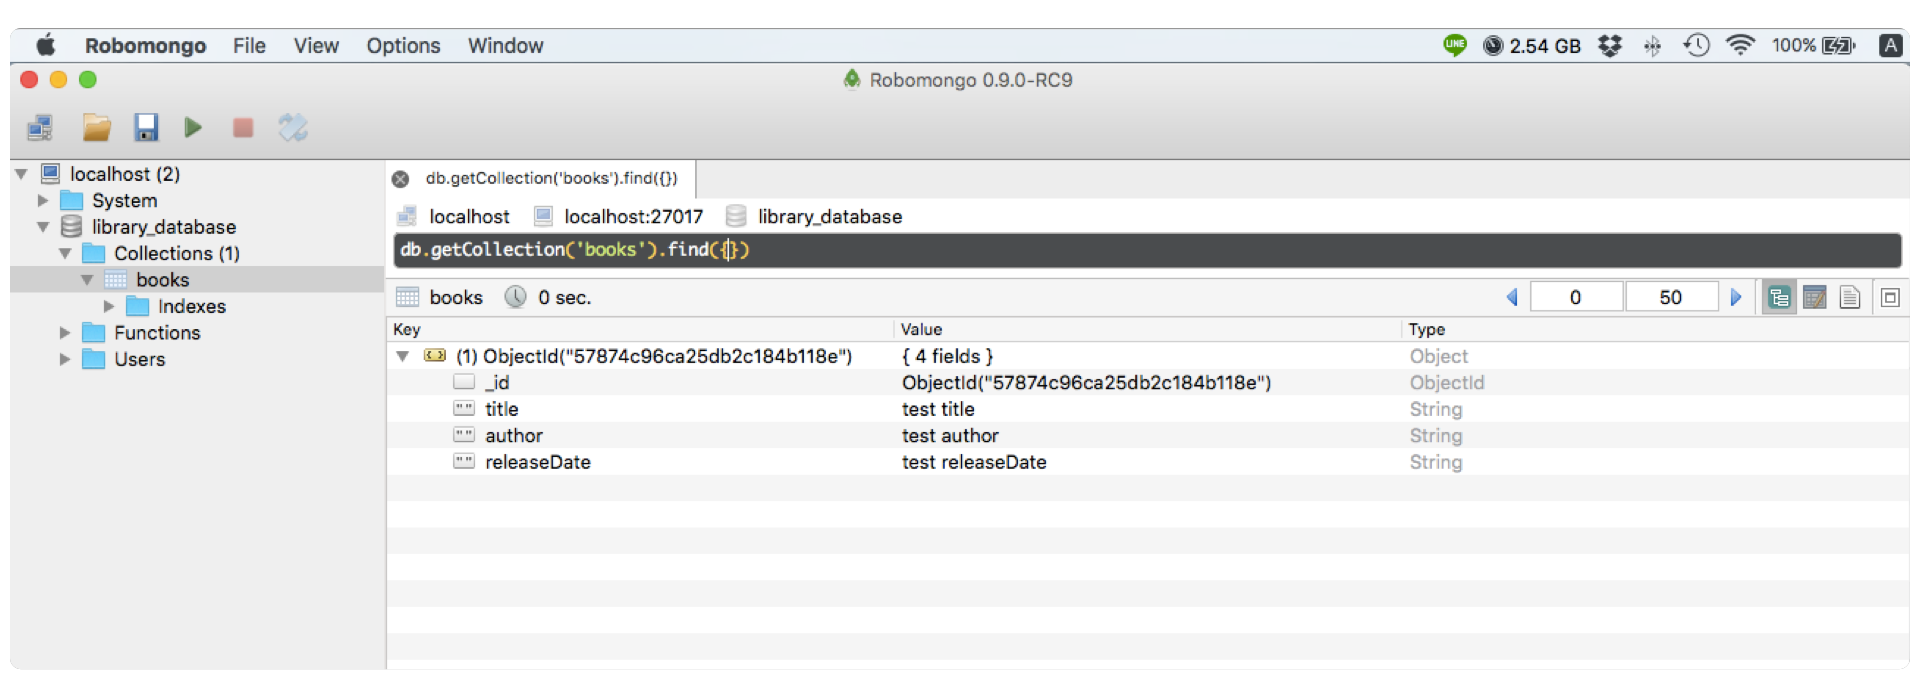 Robomongo File View Options Window LINE 2.54 GB 100% A
Robomongo 0.9.0-RC9
localhost (2)
System
library_database
Collections (1)
books
Indexes
Functions
Users
db.getCollection('books').find({})
localhost localhost:27017 library_database
db.getCollection('books').find({})
books 0 sec. 0 50
Key Value Type
(1) ObjectId("57874c96ca25db2c184b118e") { 4 fields } Object
_id ObjectId("57874c96ca25db2c184b118e") ObjectId
"" title test title String
"" author test author String
"" releaseDate test releaseDate String